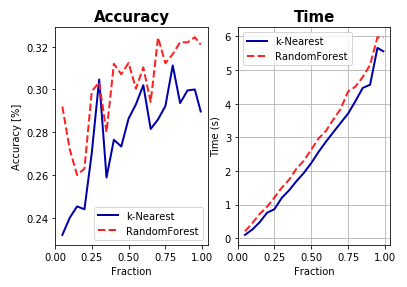 Accuracy
Accuracy [%]
0.32
0.30
0.28
0.26
0.24
k-Nearest
RandomForest
0.00 0.25 0.50 0.75 1.00
Fraction
Time
Time (s)
6
5
4
3
2
1
0
k-Nearest
RandomForest
0.00 0.25 0.50 0.75 1.00
Fraction